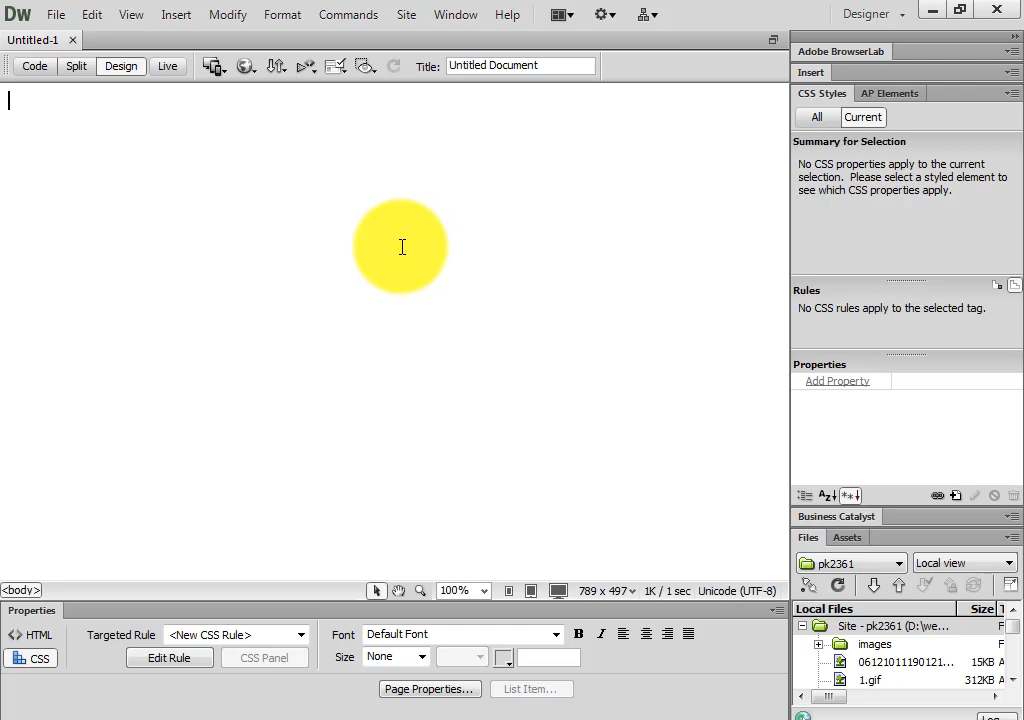 Dw File Edit View Insert Modify Format Commands Site Window Help Designer
Untitled-1
Code Split Design Live Title: Untitled Document
Adobe BrowserLab
Insert
CSS Styles AP Elements
All Current
Summary for Selection
No CSS properties apply to the current
selection. Please select a styled element to
see which CSS properties apply.
Rules
No CSS rules apply to the selected tag.
Properties
Add Property
Business Catalyst
Files Assets
pk2361 Local view
Local Files Size T
Site - pk2361 (D:\we... F
images F
06121011190121... 15KB A
1.gif 312KB A
<body> 100% 789 x 497 1K / 1 sec Unicode (UTF-8)
Properties
<> HTML Targeted Rule <New CSS Rule> Font Default Font B I
CSS Edit Rule CSS Panel Size None
Page Properties... List Item...